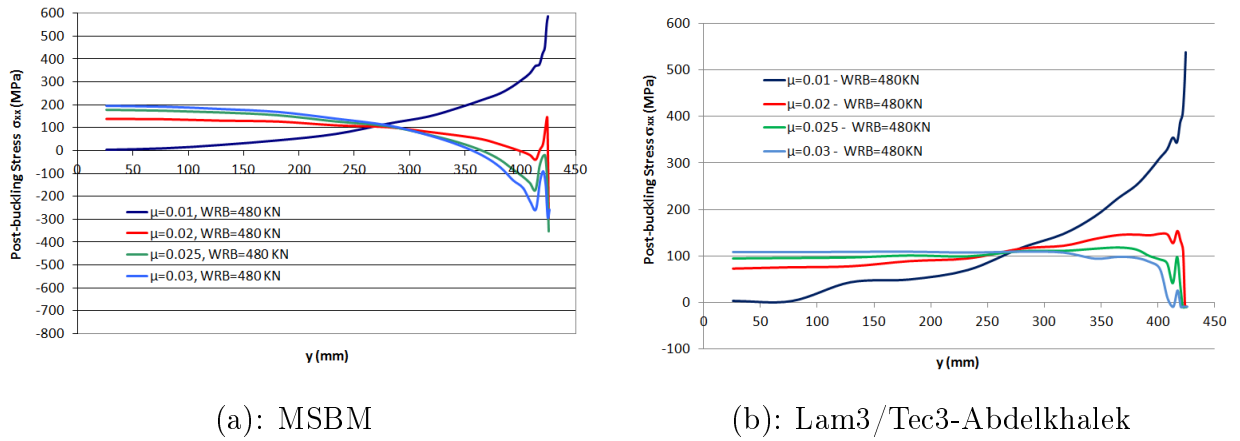 600
500
400
300
200
100
0
-100
-200
-300
-400
-500
-600
-700
-800
0 50 100 150 200 250 300 350 400 450
Post-buckling Stress σxx (MPa)
y (mm)
μ=0.01, WRB=480 KN
μ=0.02, WRB=480 KN
μ=0.025, WRB=480 KN
μ=0.03, WRB=480 KN
(a): MSBM
600
500
400
300
200
100
0
-100
0 50 100 150 200 250 300 350 400 450
Post-buckling Stress σxx (MPa)
y (mm)
μ=0.01 - WRB=480KN
μ=0.02 - WRB=480KN
μ=0.025 - WRB=480KN
μ=0.03 - WRB=480KN
(b): Lam3/Tec3-Abdelkhalek